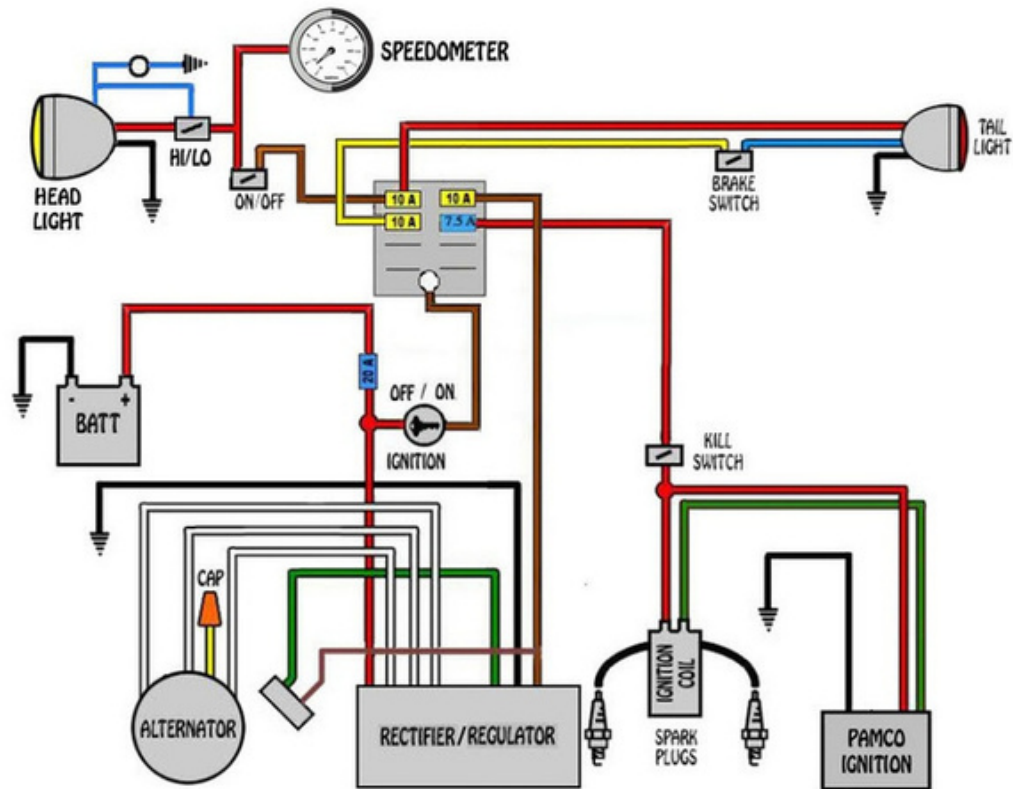 SPEEDOMETER
HEAD
LIGHT
HI/LO
ON/OFF
10 A
10 A
10 A
7.5 A
BRAKE
SWITCH
TAIL
LIGHT
BATT
- +
20 A
OFF / ON
IGNITION
KILL
SWITCH
CAP
ALTERNATOR
RECTIFIER/REGULATOR
IGNITION
COIL
SPARK
PLUGS
PAMCO
IGNITION